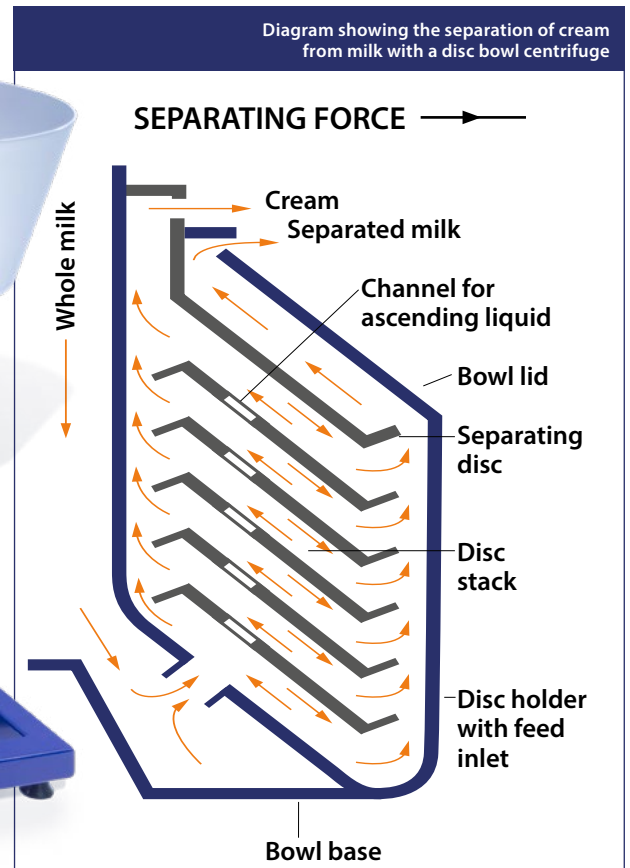 Diagram showing the separation of cream
from milk with a disc bowl centrifuge
SEPARATING FORCE
Whole milk
Cream
Separated milk
Channel for
ascending liquid
Bowl lid
Separating
disc
Disc
stack
Disc holder
with feed
inlet
Bowl base